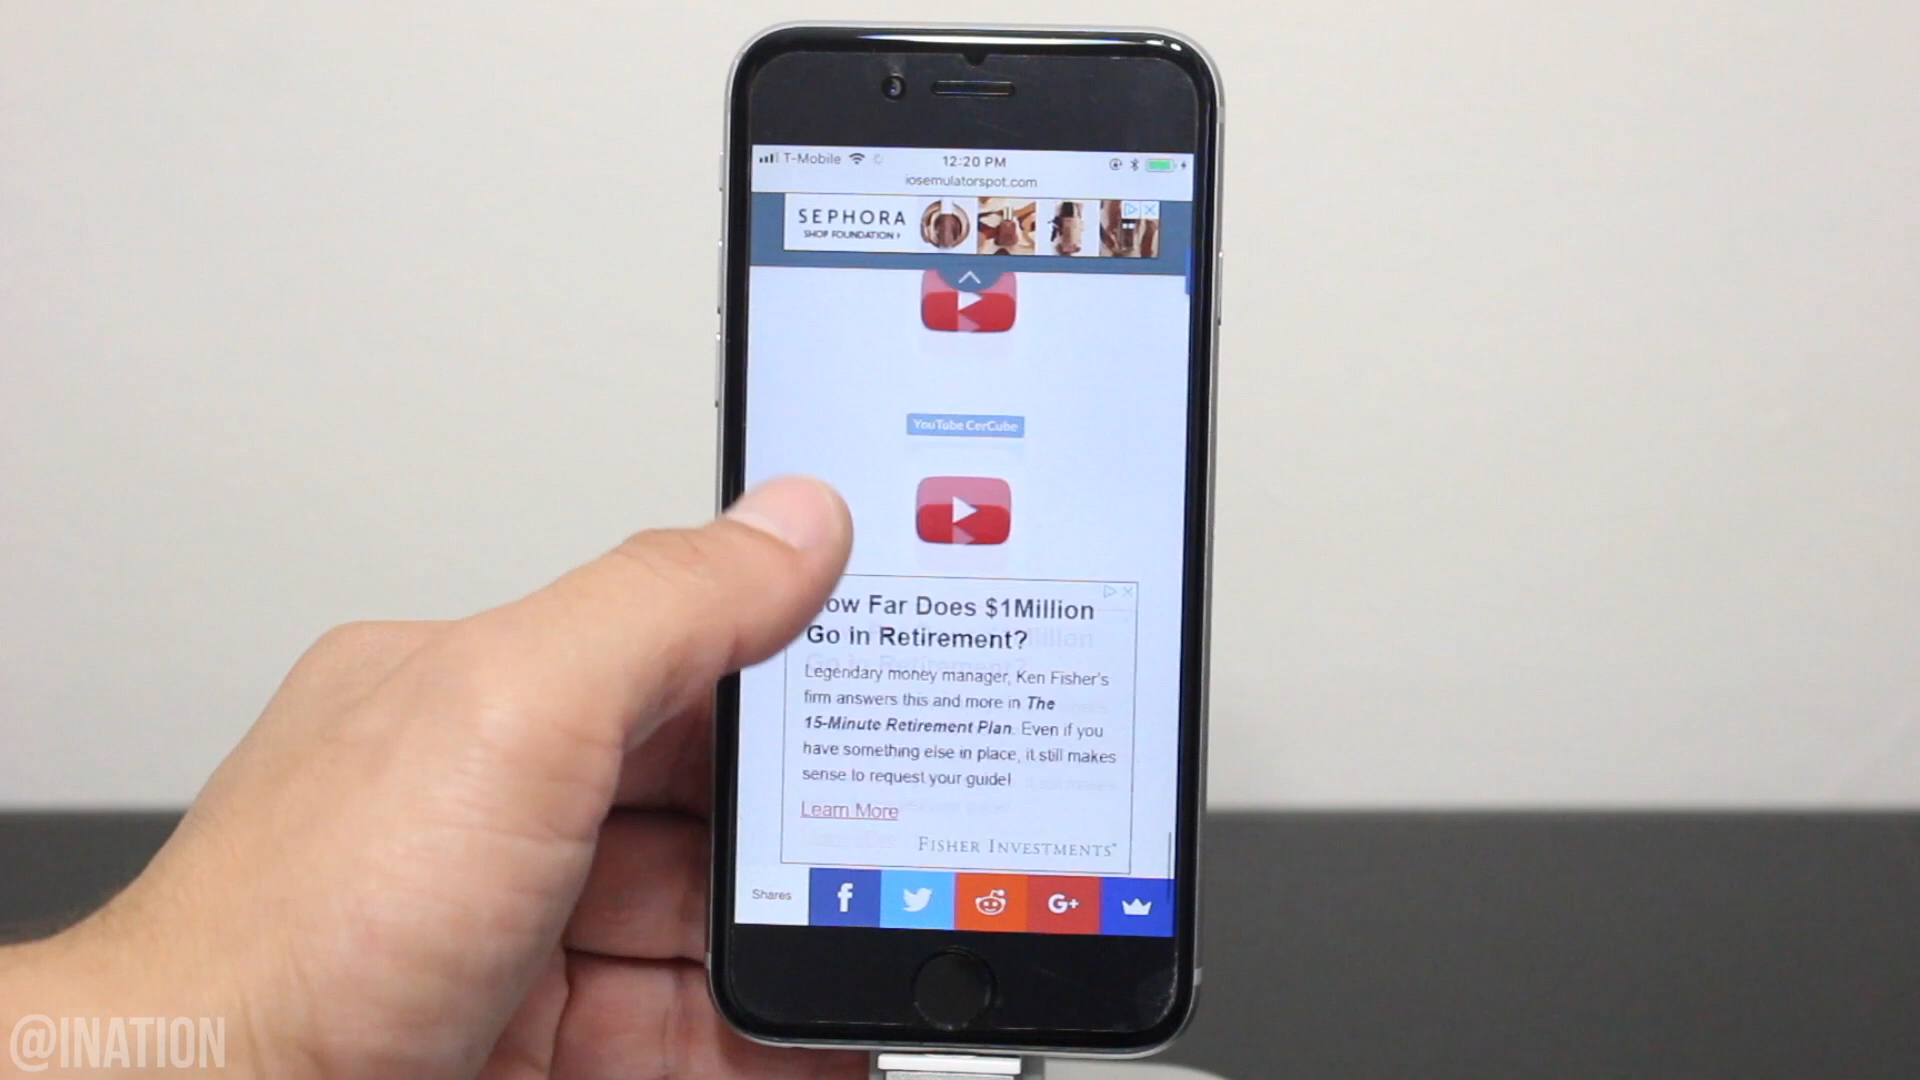 T-Mobile
12:20 PM
iosemulatorspot.com
SEPHORA
SHOP FOUNDATION
YouTube CerCube
ow Far Does $1Million
Go in Retirement?
Legendary money manager, Ken Fisher's
firm answers this and more in The
15-Minute Retirement Plan. Even if you
have something else in place, it still makes
sense to request your guide!
Learn More
FISHER INVESTMENTS
Shares
f
G+
@INATION